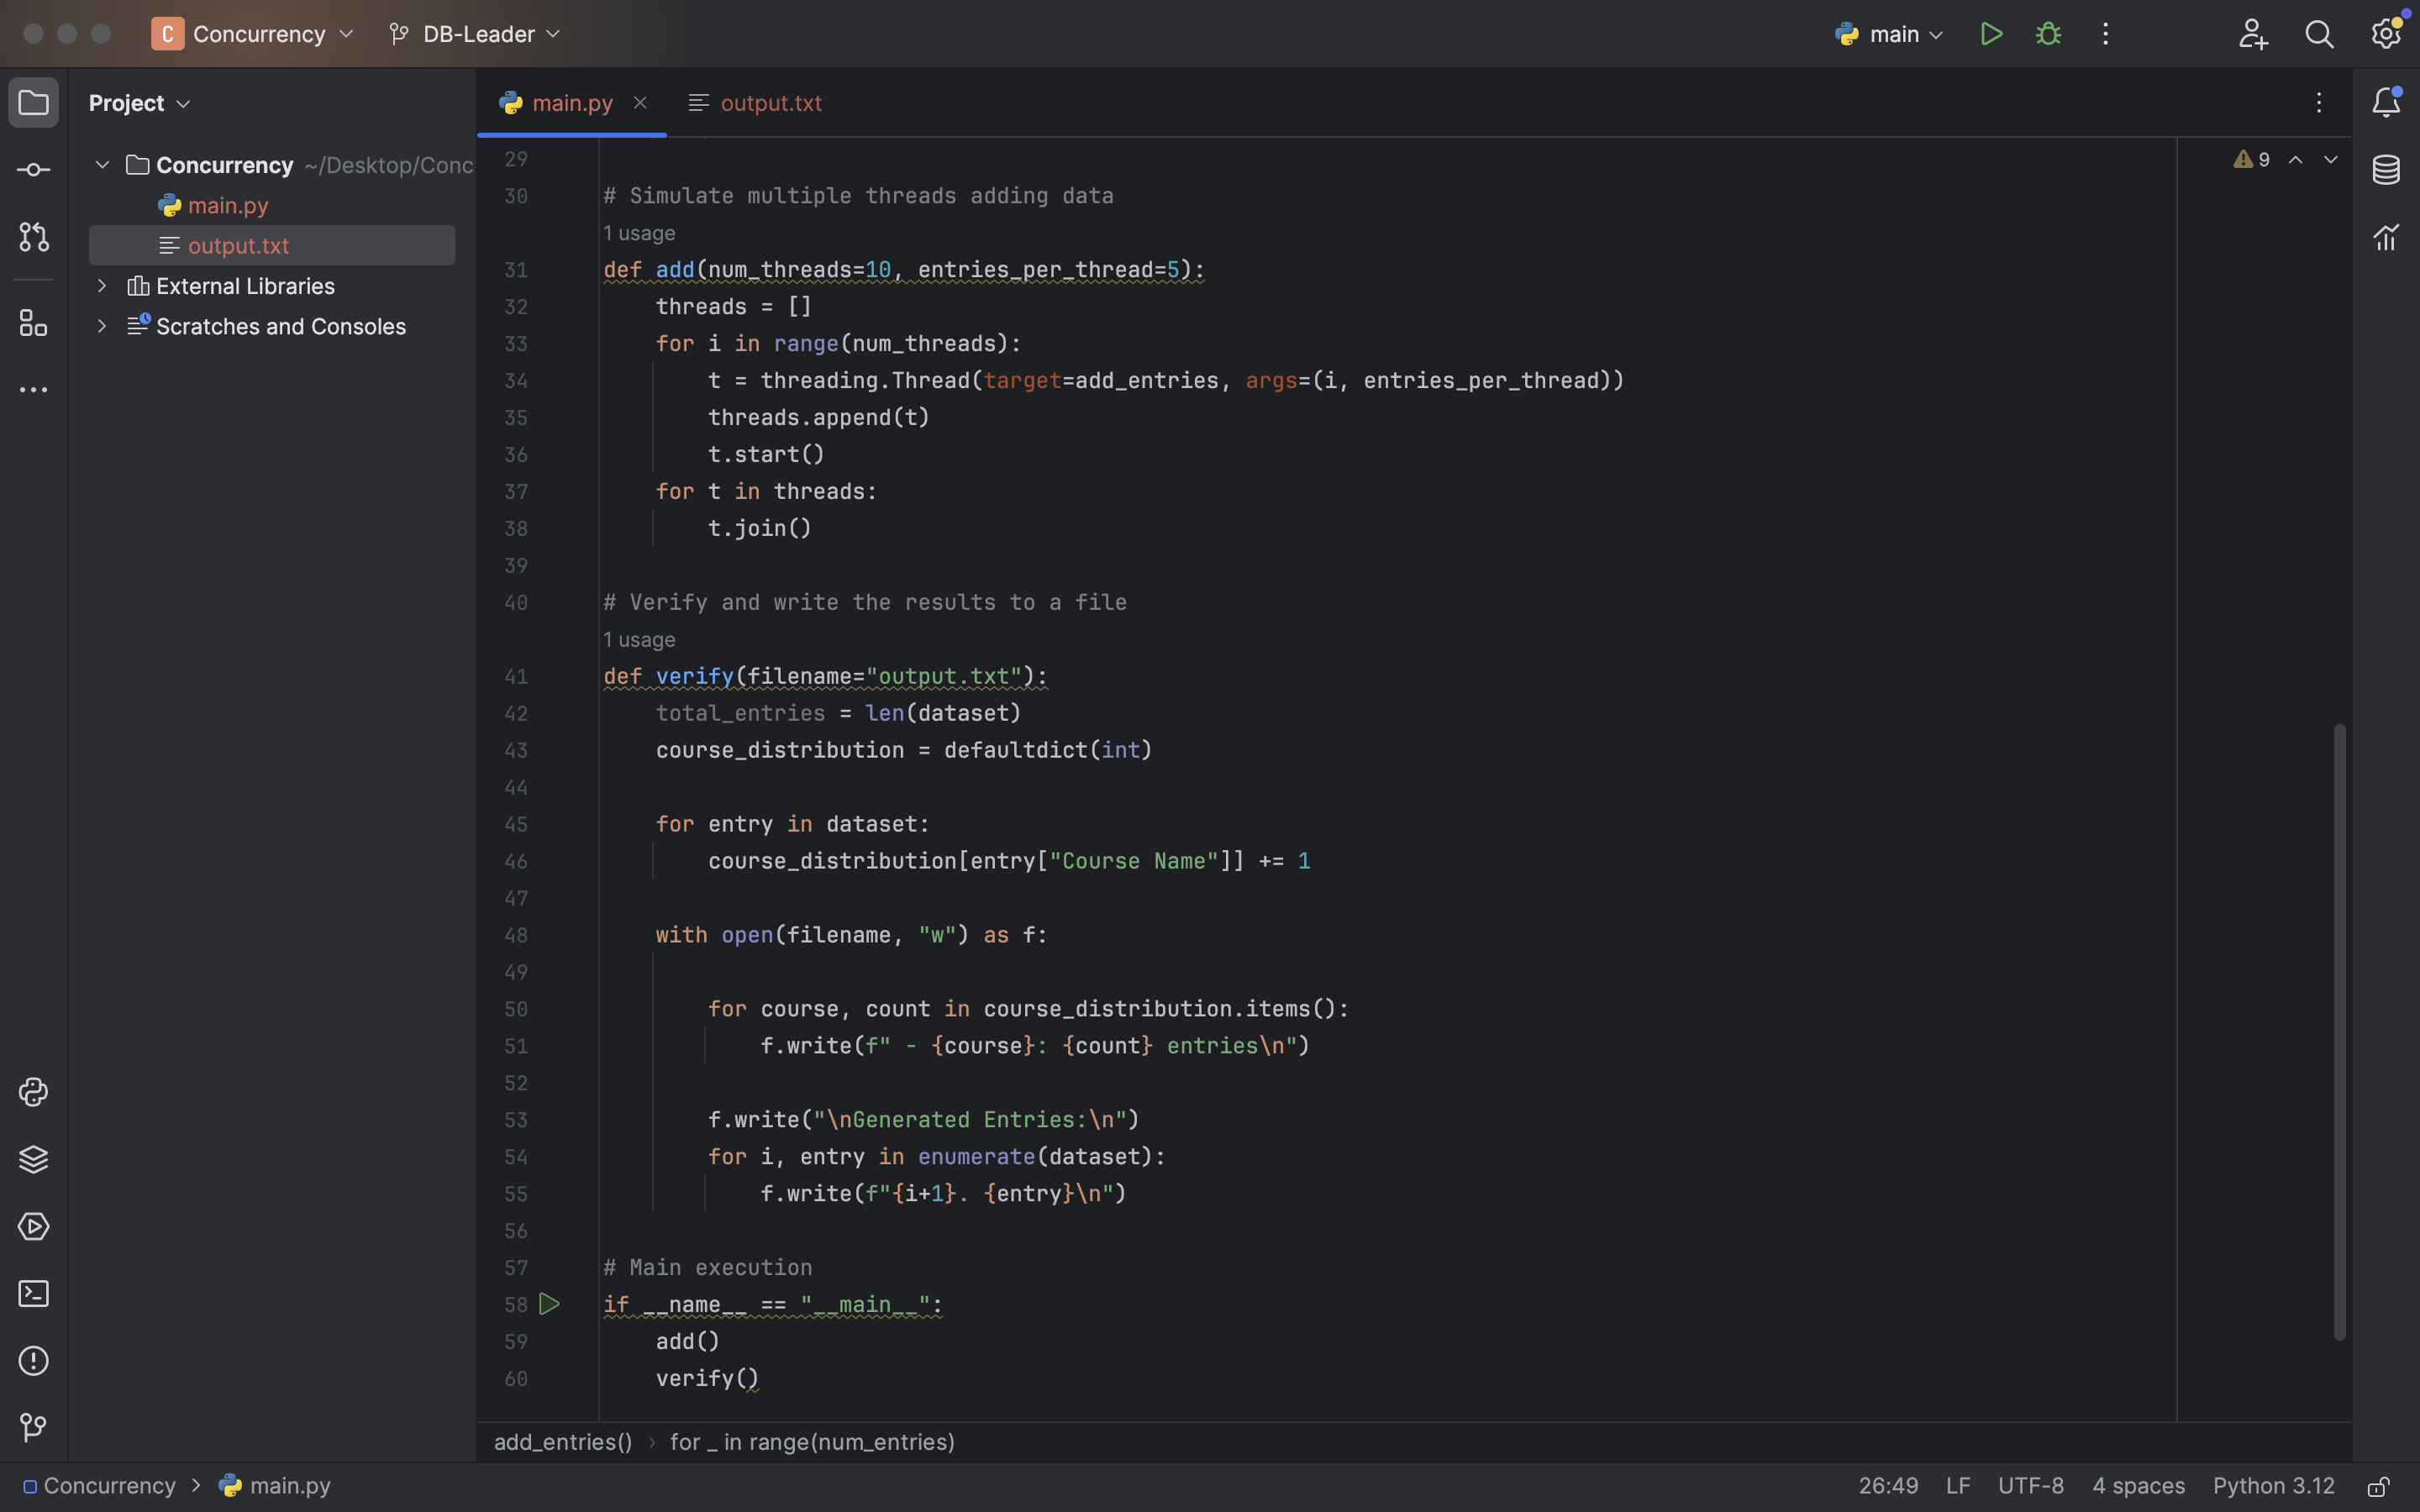 C Concurrency DB-Leader main
Project
Concurrency ~/Desktop/Conc
main.py
output.txt
External Libraries
Scratches and Consoles
main.py output.txt
9
29
30 # Simulate multiple threads adding data
1 usage
31 def add(num_threads=10, entries_per_thread=5):
32 threads = []
33 for i in range(num_threads):
34 t = threading.Thread(target=add_entries, args=(i, entries_per_thread))
35 threads.append(t)
36 t.start()
37 for t in threads:
38 t.join()
39
40 # Verify and write the results to a file
1 usage
41 def verify(filename="output.txt"):
42 total_entries = len(dataset)
43 course_distribution = defaultdict(int)
44
45 for entry in dataset:
46 course_distribution[entry["Course Name"]] += 1
47
48 with open(filename, "w") as f:
49
50 for course, count in course_distribution.items():
51 f.write(f" - {course}: {count} entries\n")
52
53 f.write("\nGenerated Entries:\n")
54 for i, entry in enumerate(dataset):
55 f.write(f"{i+1}. {entry}\n")
56
57 # Main execution
58 if __name__ == "__main__":
59 add()
60 verify()
add_entries() › for _ in range(num_entries)
Concurrency > main.py
26:49 LF UTF-8 4 spaces Python 3.12